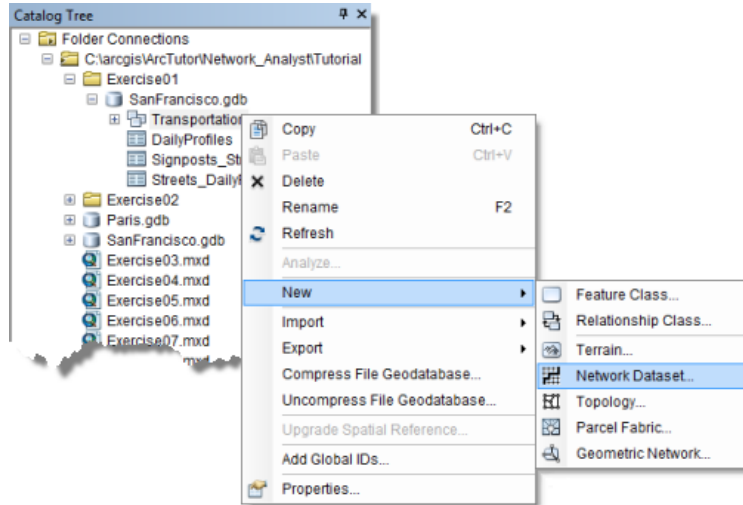 Catalog Tree
Folder Connections
C:\arcgis\ArcTutor\Network_Analyst\Tutorial
Exercise01
SanFrancisco.gdb
Transportation
DailyProfiles
Signposts_St
Streets_Daily
Exercise02
Paris.gdb
SanFrancisco.gdb
Exercise03.mxd
Exercise04.mxd
Exercise05.mxd
Exercise06.mxd
Exercise07.mxd
mxd
Copy Ctrl+C
Paste Ctrl+V
Delete
Rename F2
Refresh
Analyze...
New
Import
Export
Compress File Geodatabase...
Uncompress File Geodatabase...
Upgrade Spatial Reference...
Add Global IDs...
Properties...
Feature Class...
Relationship Class...
Terrain...
Network Dataset...
Topology...
Parcel Fabric...
Geometric Network...